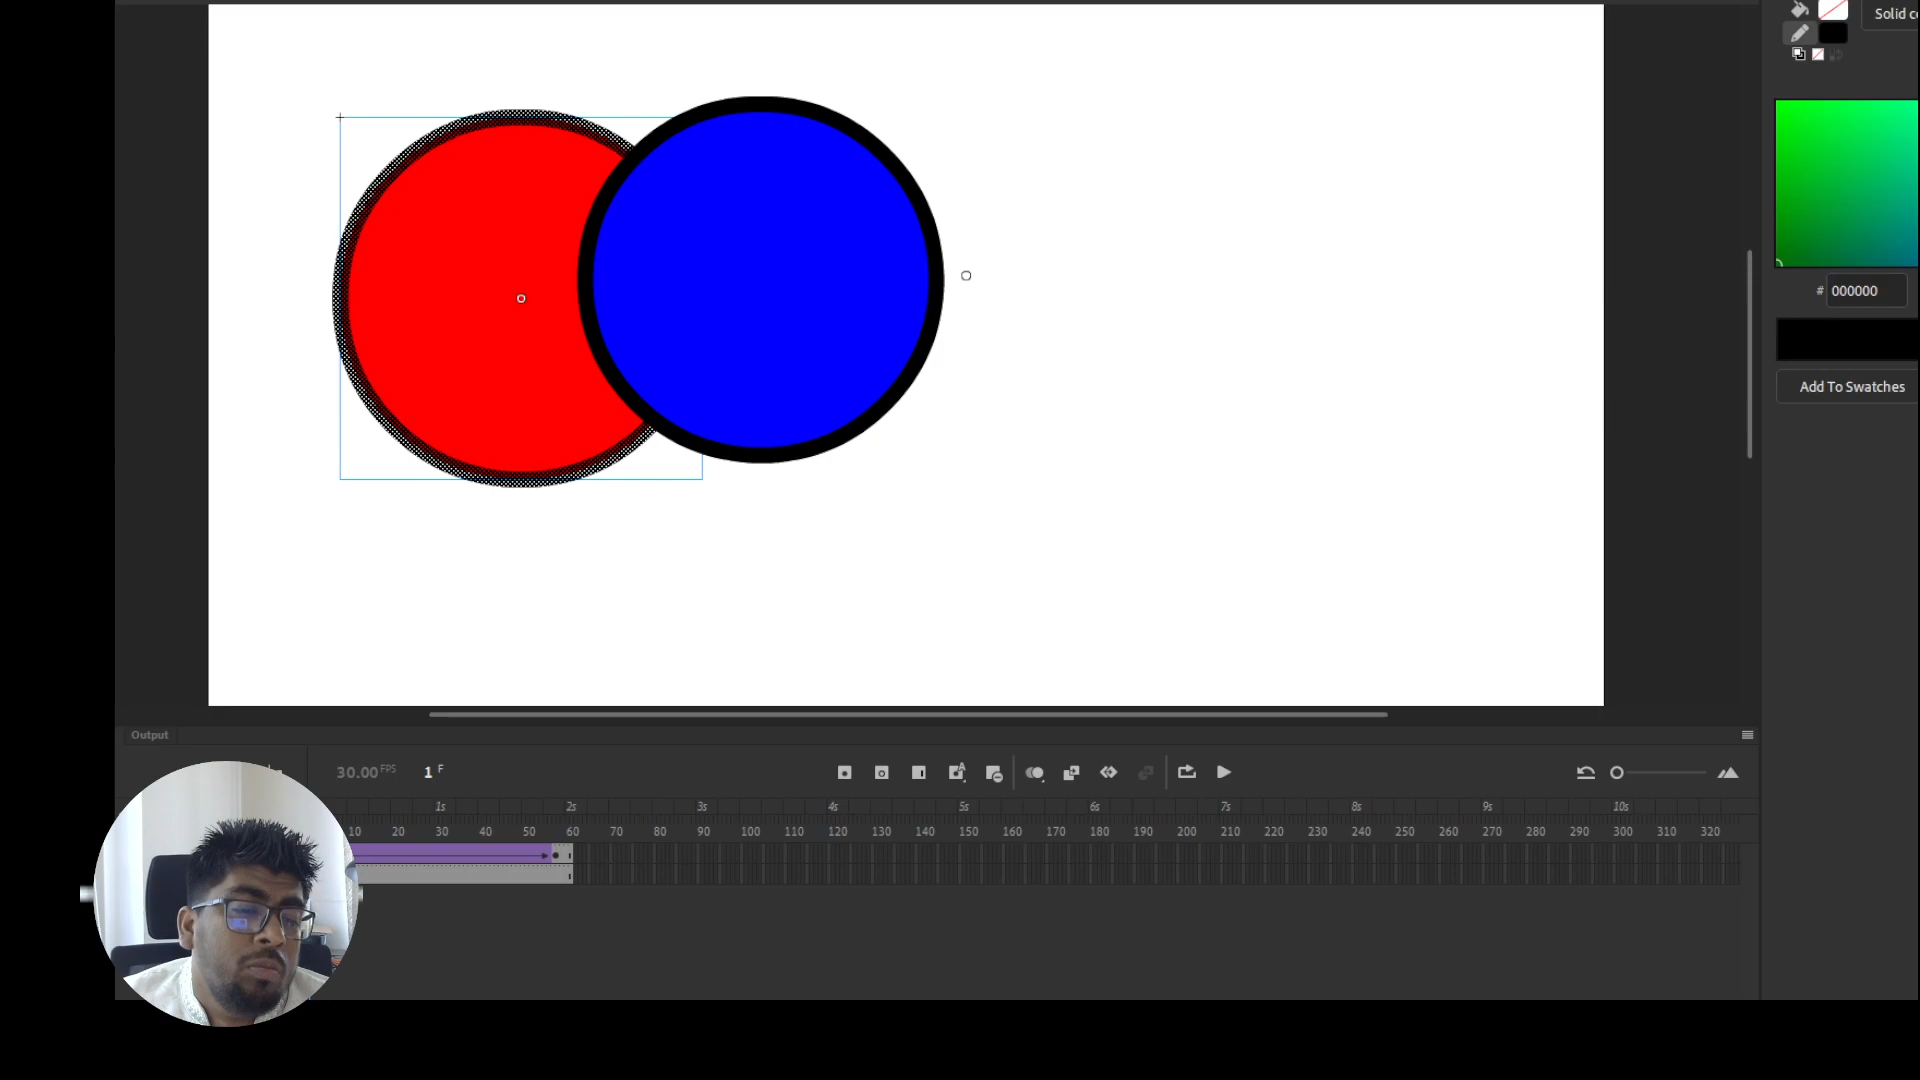 Solid c
# 000000
Add To Swatches
Output
30.00 FPS 1 F
1s 2s 3s 4s 5s 6s 7s 8s 9s 10s
10 20 30 40 50 60 70 80 90 100 110 120 130 140 150 160 170 180 190 200 210 220 230 240 250 260 270 280 290 300 310 320